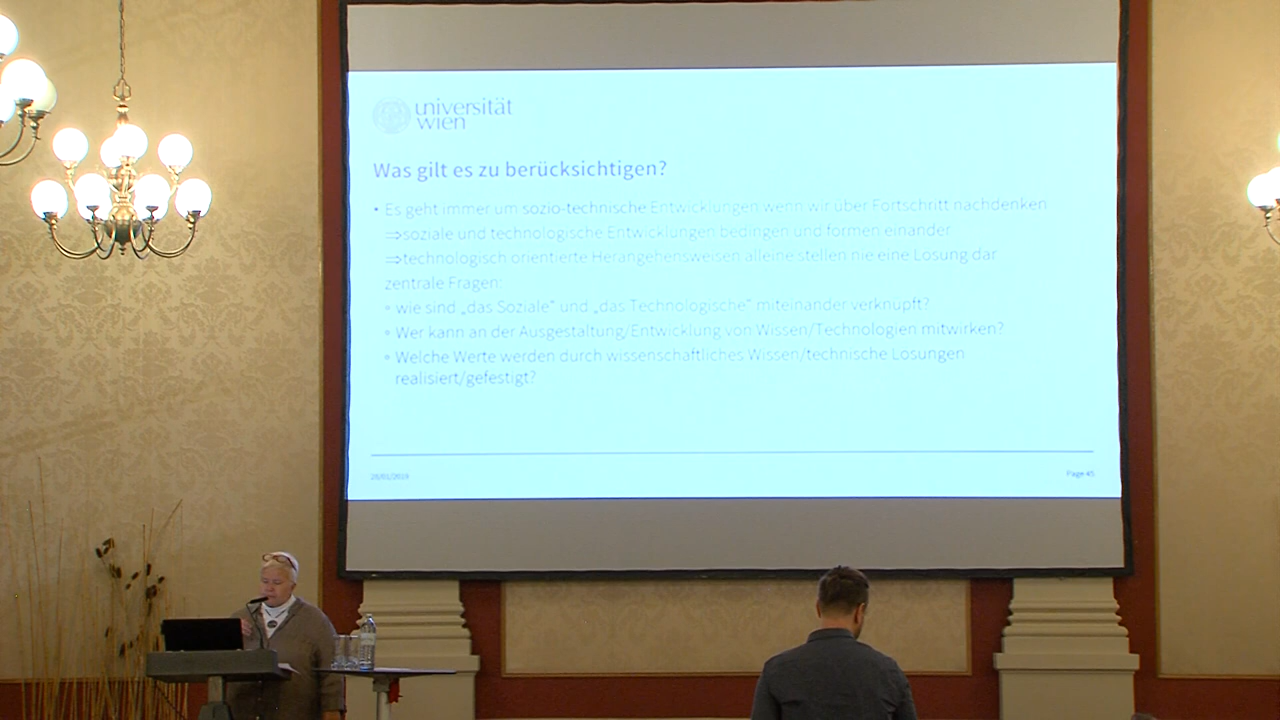 universität
wien
Was gilt es zu berücksichtigen?
• Es geht immer um sozio-technische Entwicklungen wenn wir über Fortschritt nachdenken
⇒soziale und technologische Entwicklungen bedingen und formen einander
⇒technologisch orientierte Herangehensweisen alleine stellen nie eine Lösung dar
zentrale Fragen:
◦ wie sind „das Soziale“ und „das Technologische“ miteinander verknüpft?
◦ Wer kann an der Ausgestaltung/Entwicklung von Wissen/Technologien mitwirken?
◦ Welche Werte werden durch wissenschaftliches Wissen/technische Lösungen
realisiert/gefestigt?
Page 45